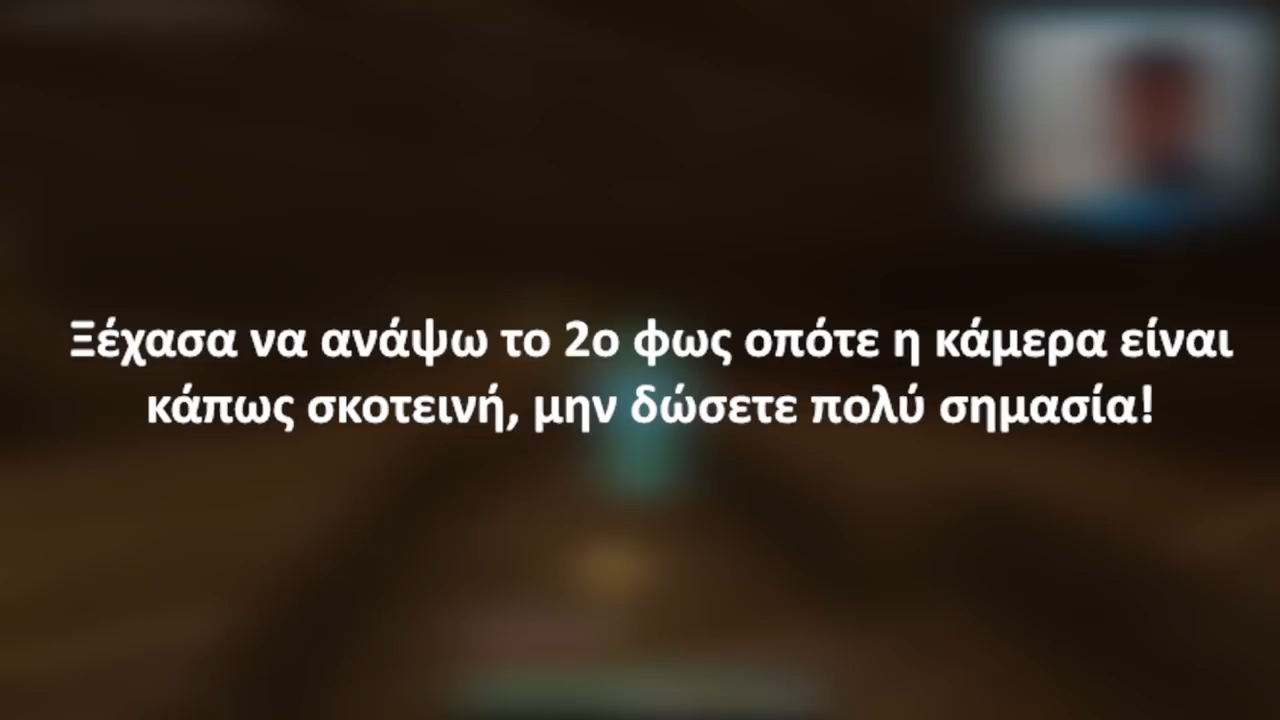 Ξέχασα να ανάψω το 2ο φως οπότε η κάμερα είναι
κάπως σκοτεινή, μην δώσετε πολύ σημασία!